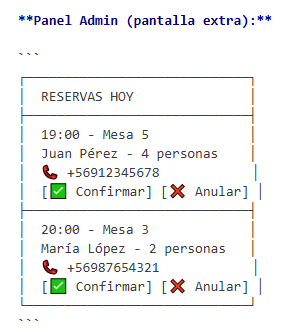 **Panel Admin (pantalla extra):**
```
┌────────────────────────────┐
│ RESERVAS HOY │
├────────────────────────────┤
│ 19:00 - Mesa 5 │
│ Juan Pérez - 4 personas │
│ 📞 +56912345678 │
│ [✅ Confirmar] [❌ Anular] │
├────────────────────────────┤
│ 20:00 - Mesa 3 │
│ María López - 2 personas │
│ 📞 +56987654321 │
│ [✅ Confirmar] [❌ Anular] │
└────────────────────────────┘
```